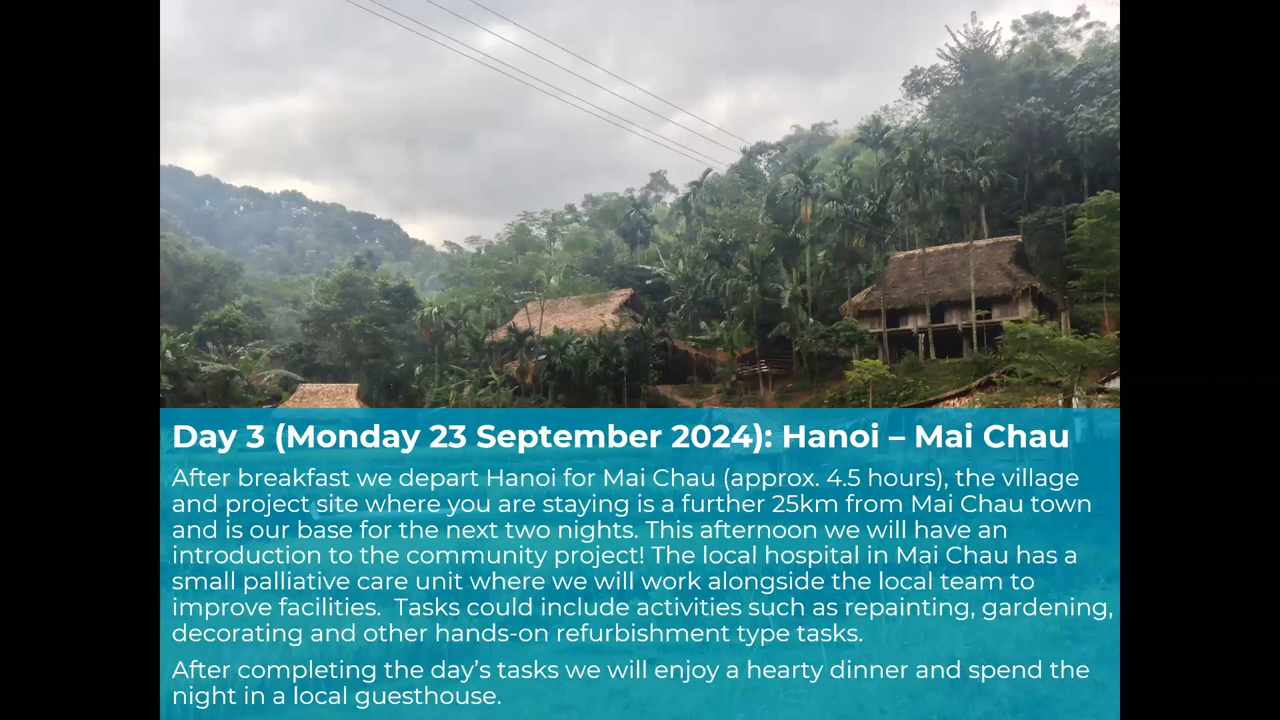 Day 3 (Monday 23 September 2024): Hanoi – Mai Chau
After breakfast we depart Hanoi for Mai Chau (approx. 4.5 hours), the village
and project site where you are staying is a further 25km from Mai Chau town
and is our base for the next two nights. This afternoon we will have an
introduction to the community project! The local hospital in Mai Chau has a
small palliative care unit where we will work alongside the local team to
improve facilities.  Tasks could include activities such as repainting, gardening,
decorating and other hands-on refurbishment type tasks.
After completing the day’s tasks we will enjoy a hearty dinner and spend the
night in a local guesthouse.